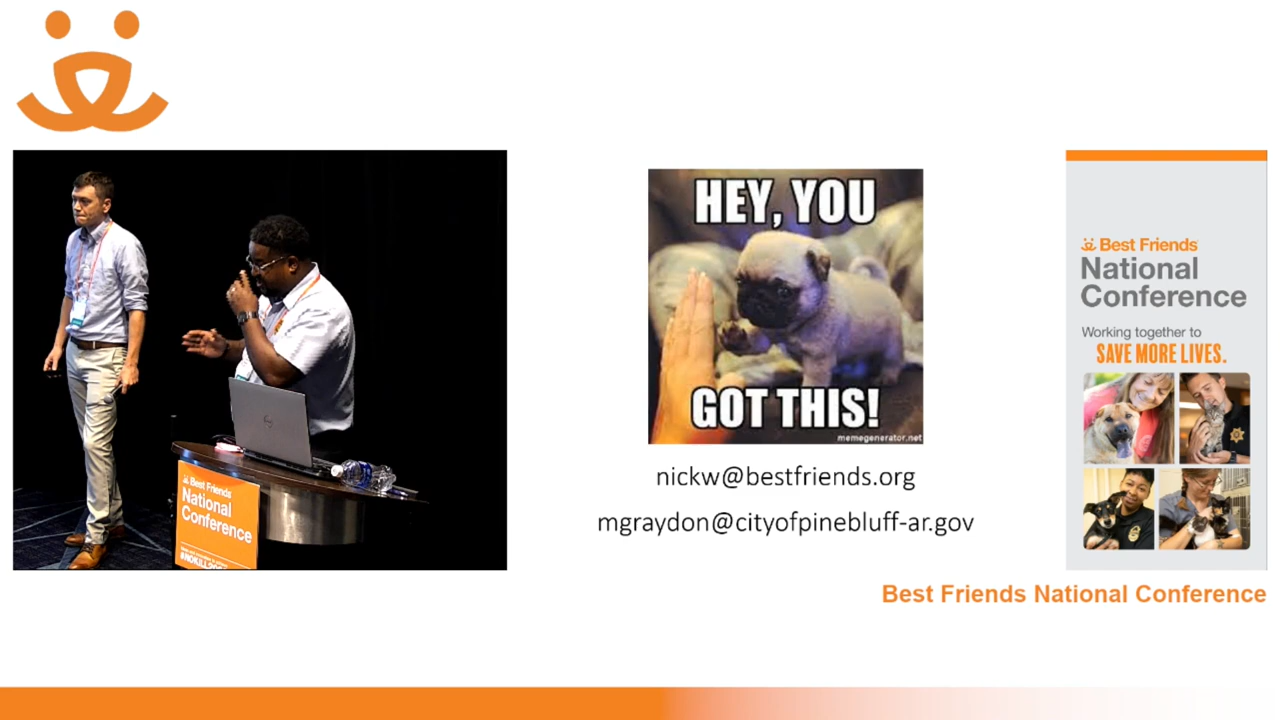 HEY, YOU
GOT THIS!
memegenerator.net
nickw@bestfriends.org
mgraydon@cityofpinebluff-ar.gov
Best Friends
National
Conference
Best Friends
National
Conference
Working together to
SAVE MORE LIVES.
Best Friends National Conference